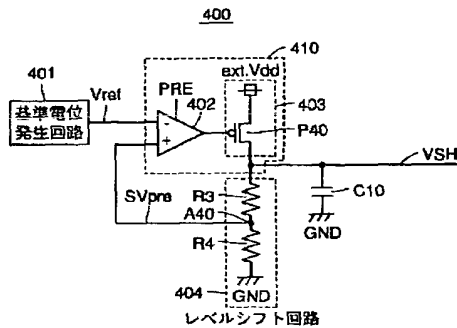 400
410
ext.Vdd
401
Vref
PRE
402
403
基準電位
発生回路
-
+
P40
VSH
SVpre
R3
A40
C10
GND
R4
GND
404
レベルシフト回路